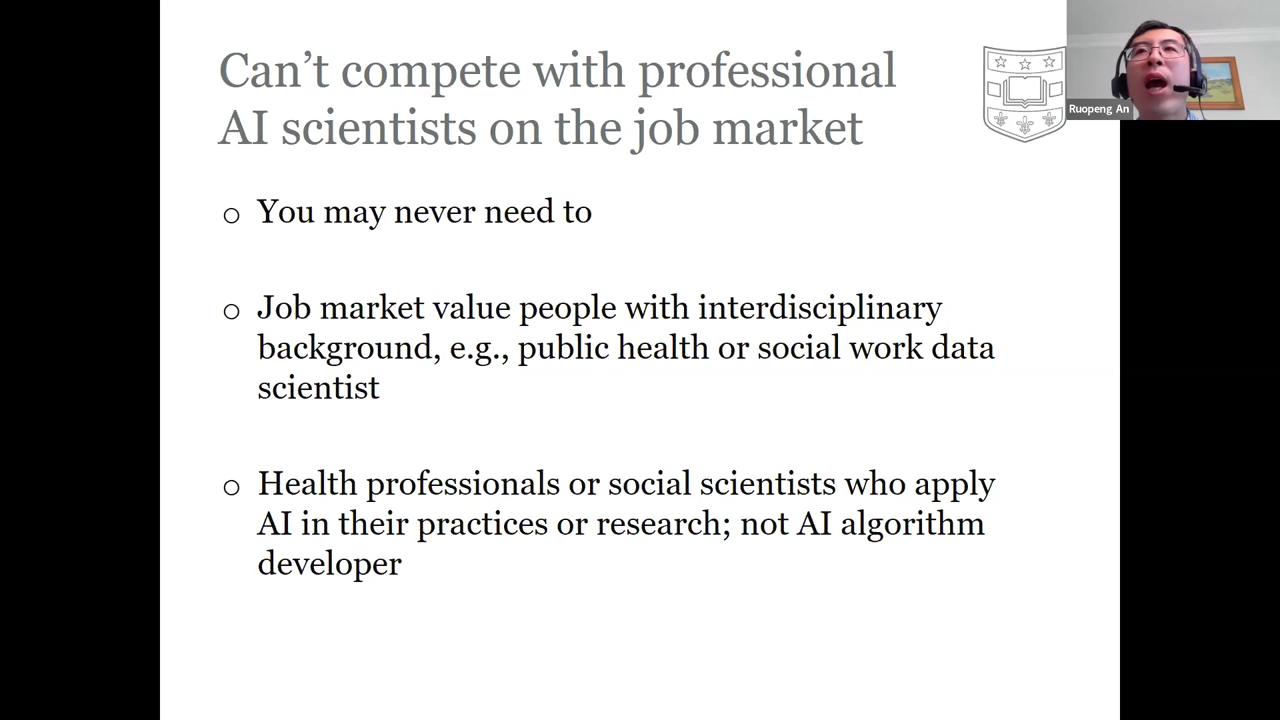 Can't compete with professional
AI scientists on the job market
Ruopeng An
o You may never need to
o Job market value people with interdisciplinary
background, e.g., public health or social work data
scientist
o Health professionals or social scientists who apply
AI in their practices or research; not AI algorithm
developer